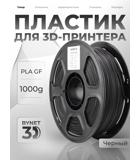 ПЛАСТИК
ДЛЯ 3D-ПРИНТЕРА
PLA GF
1000g
BYNET
3D
Черный